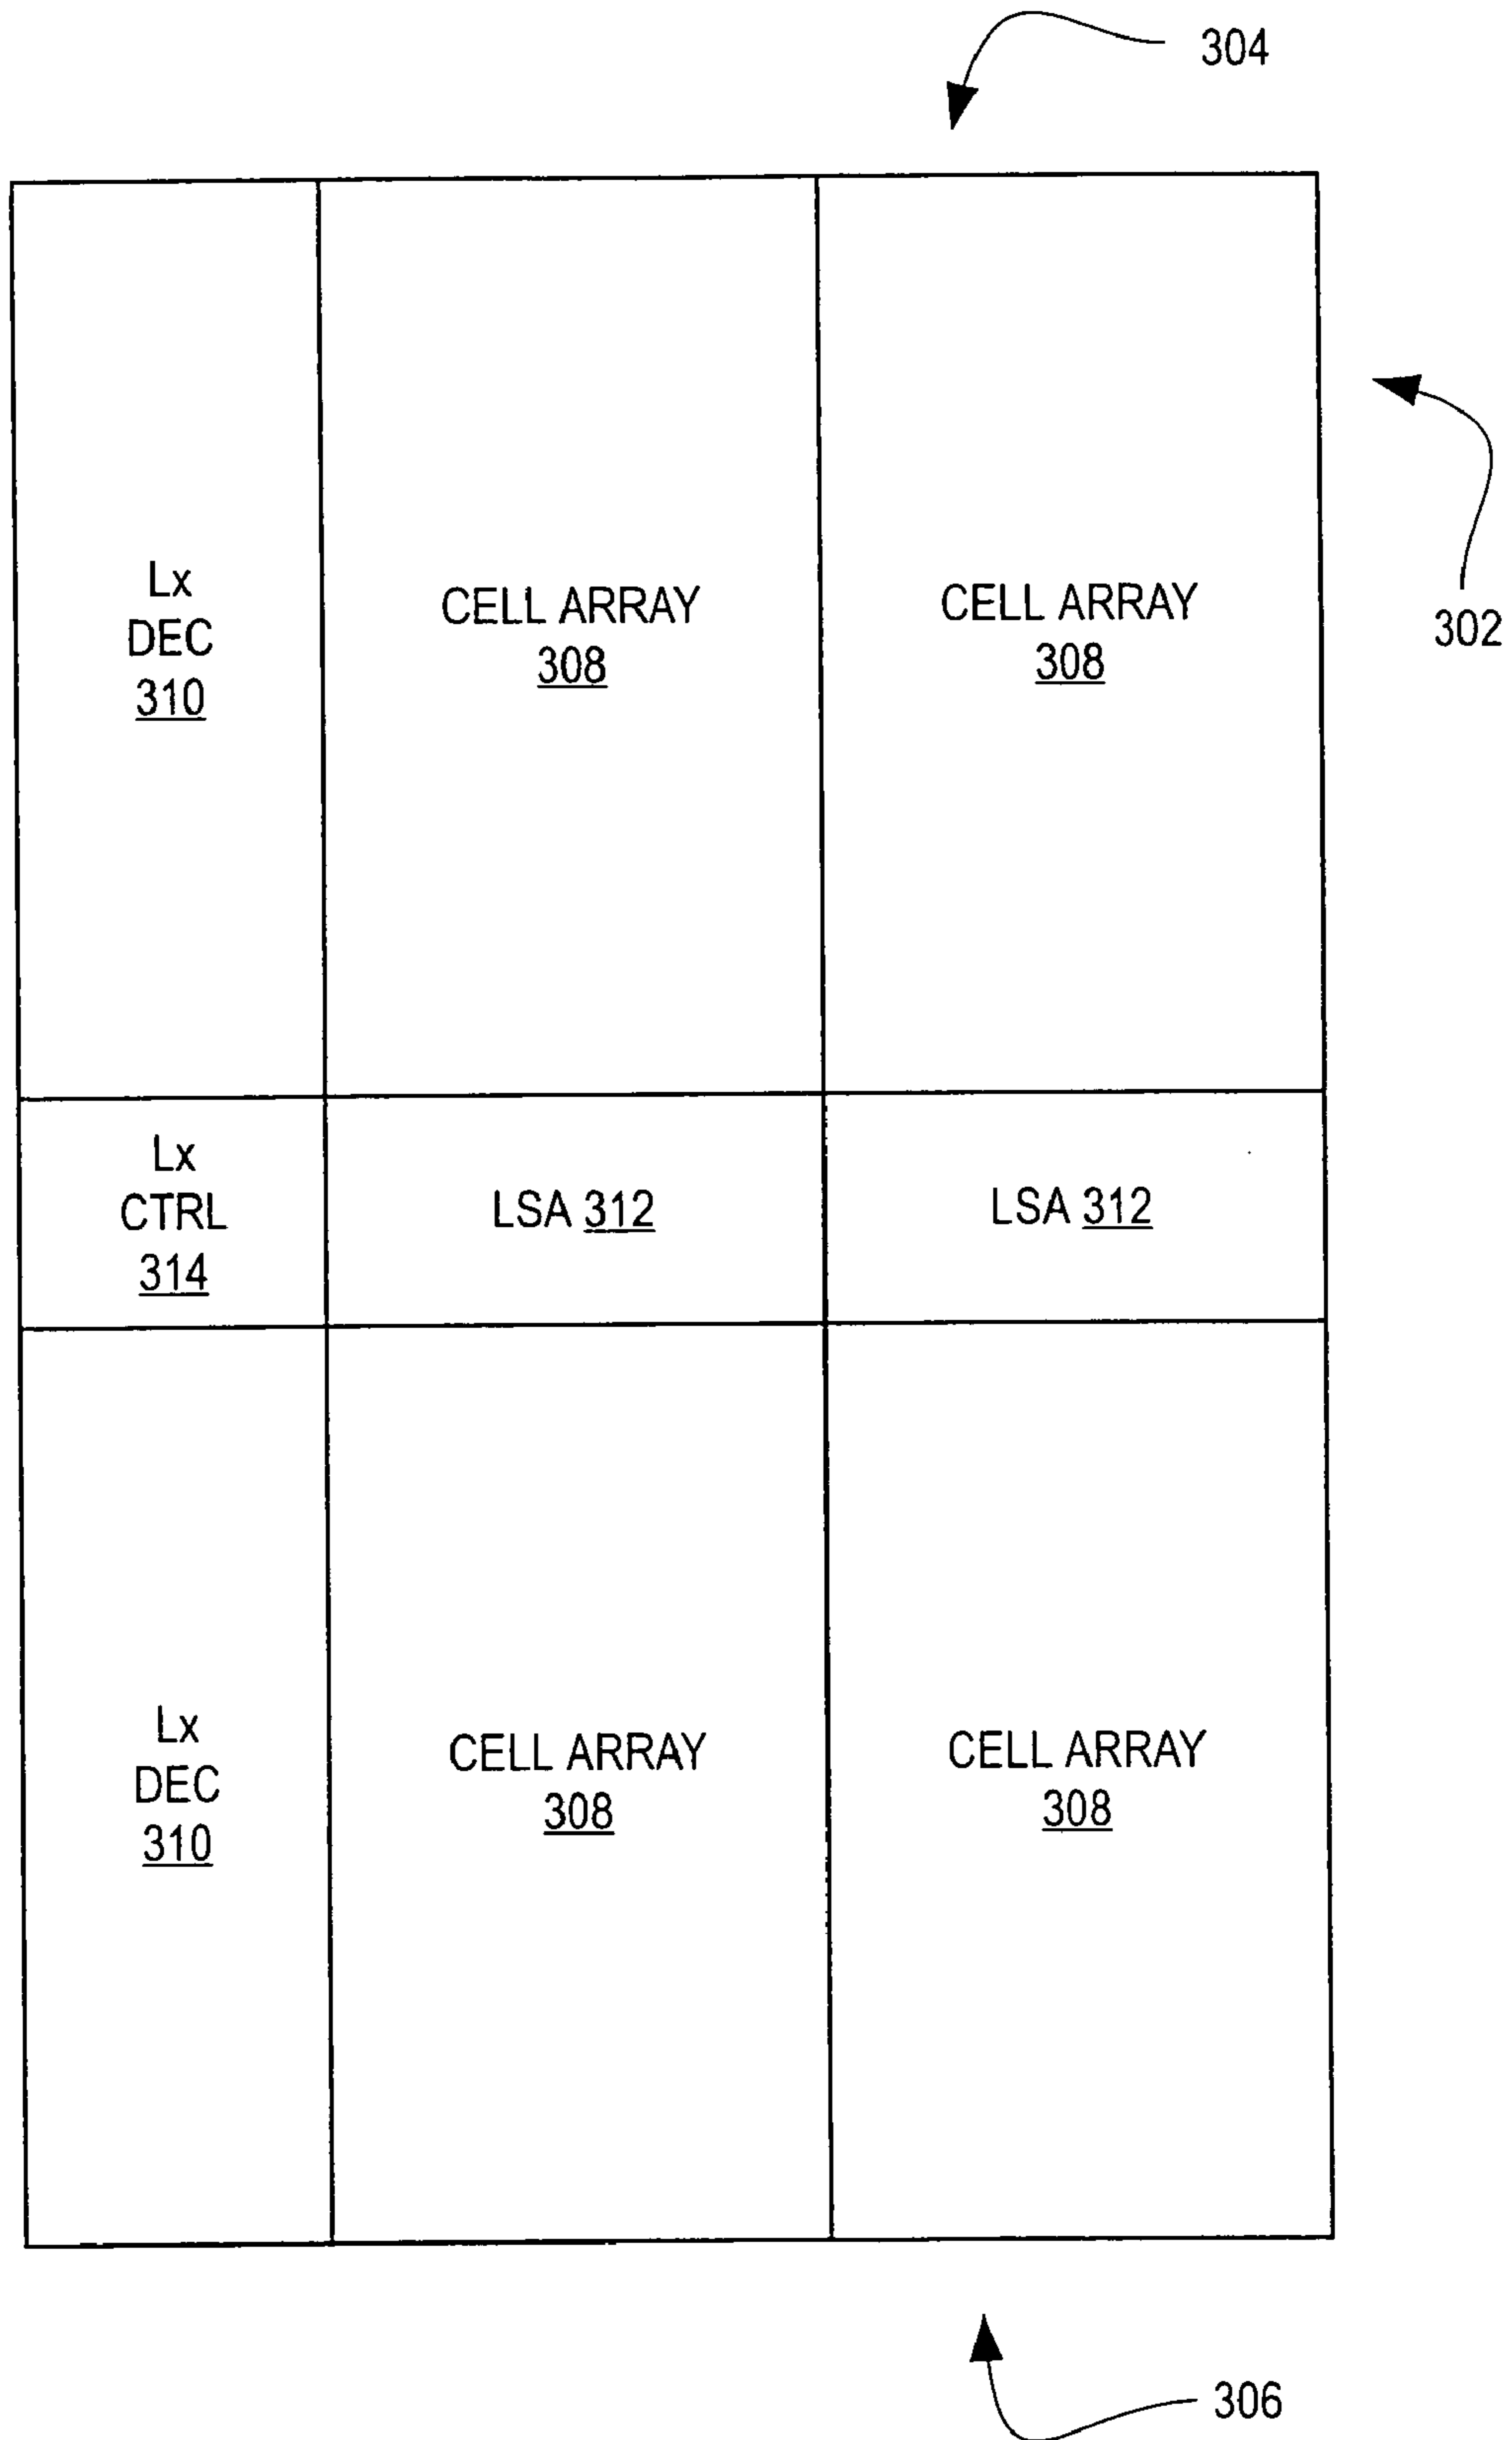 304
302
Lx
DEC
310
CELL ARRAY
308
CELL ARRAY
308
Lx
CTRL
314
LSA 312
LSA 312
Lx
DEC
310
CELL ARRAY
308
CELL ARRAY
308
306